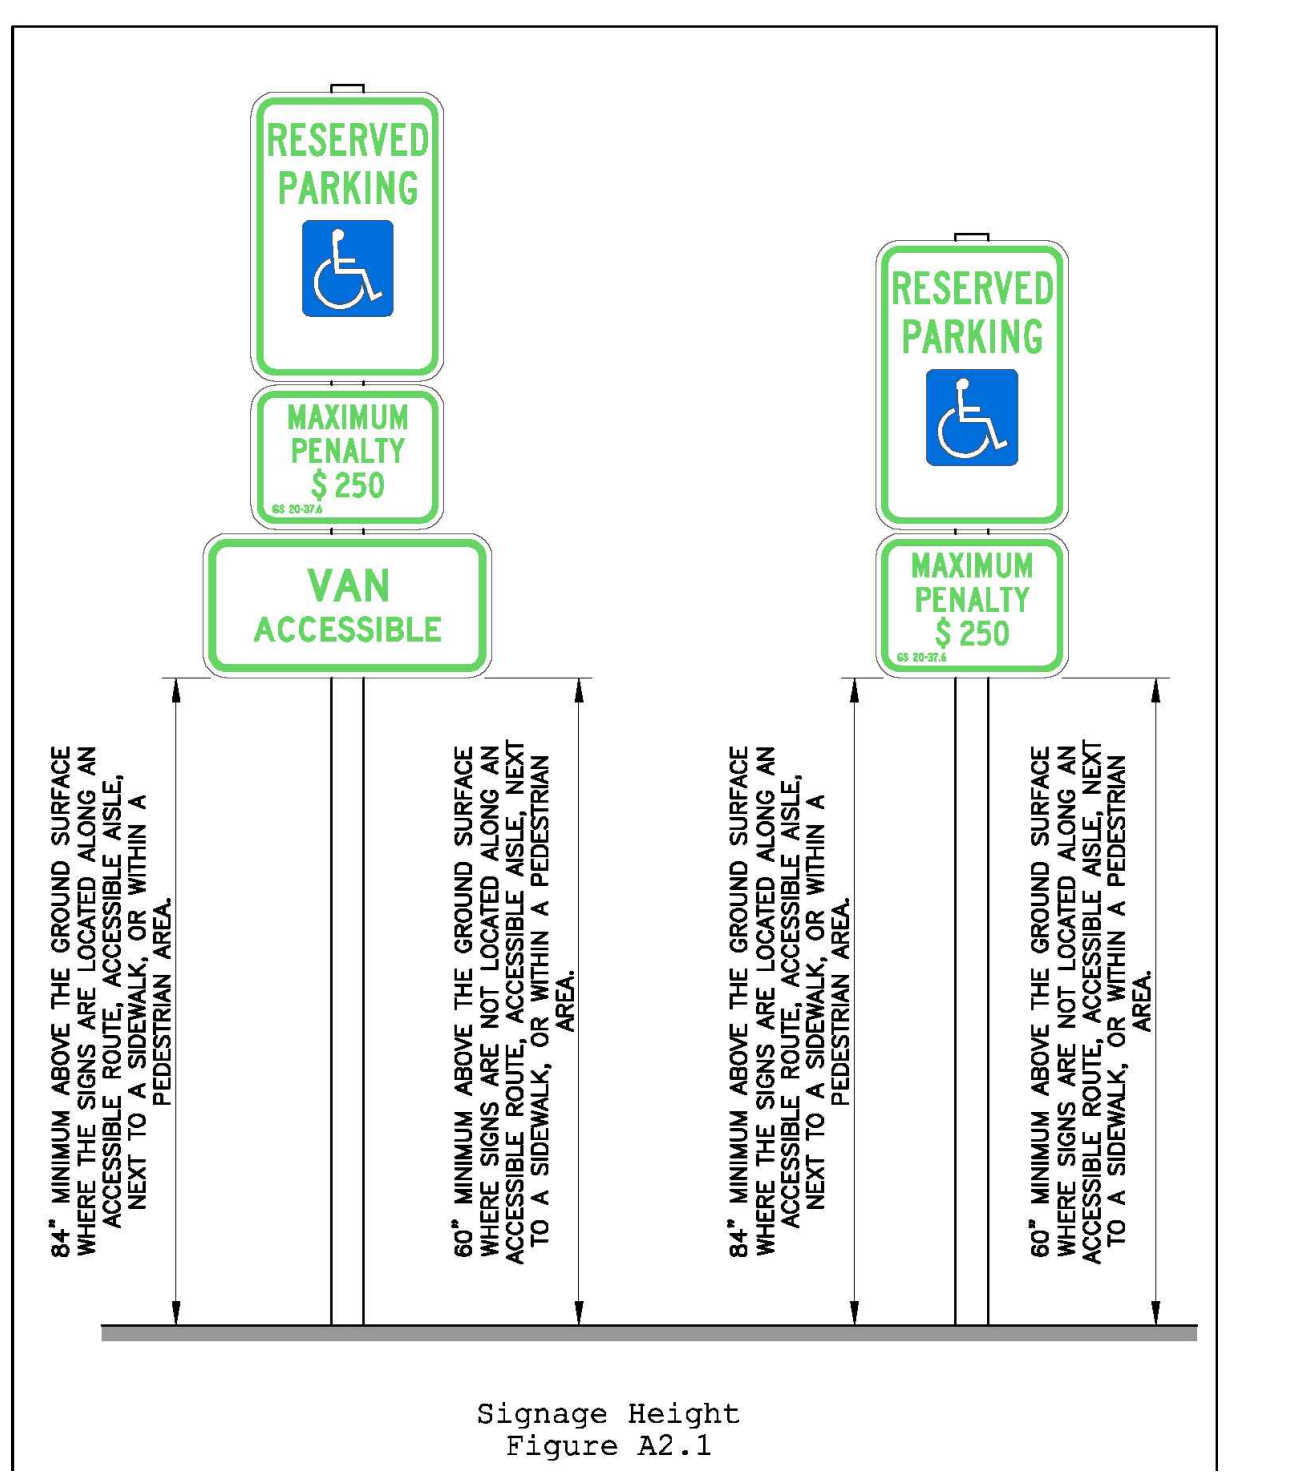 RESERVED
PARKING
MAXIMUM
PENALTY
$ 250
GS 20-37.6
VAN
ACCESSIBLE
RESERVED
PARKING
MAXIMUM
PENALTY
$ 250
GS 20-37.6
84" MINIMUM ABOVE THE GROUND SURFACE
WHERE THE SIGNS ARE LOCATED ALONG AN
ACCESSIBLE ROUTE, ACCESSIBLE AISLE,
NEXT TO A SIDEWALK, OR WITHIN A
PEDESTRIAN AREA.
60" MINIMUM ABOVE THE GROUND SURFACE
WHERE SIGNS ARE NOT LOCATED ALONG AN
ACCESSIBLE ROUTE, ACCESSIBLE AISLE, NEXT
TO A SIDEWALK, OR WITHIN A PEDESTRIAN
AREA.
84" MINIMUM ABOVE THE GROUND SURFACE
WHERE THE SIGNS ARE LOCATED ALONG AN
ACCESSIBLE ROUTE, ACCESSIBLE AISLE,
NEXT TO A SIDEWALK, OR WITHIN A
PEDESTRIAN AREA.
60" MINIMUM ABOVE THE GROUND SURFACE
WHERE SIGNS ARE NOT LOCATED ALONG AN
ACCESSIBLE ROUTE, ACCESSIBLE AISLE, NEXT
TO A SIDEWALK, OR WITHIN A PEDESTRIAN
AREA.
Signage Height
Figure A2.1